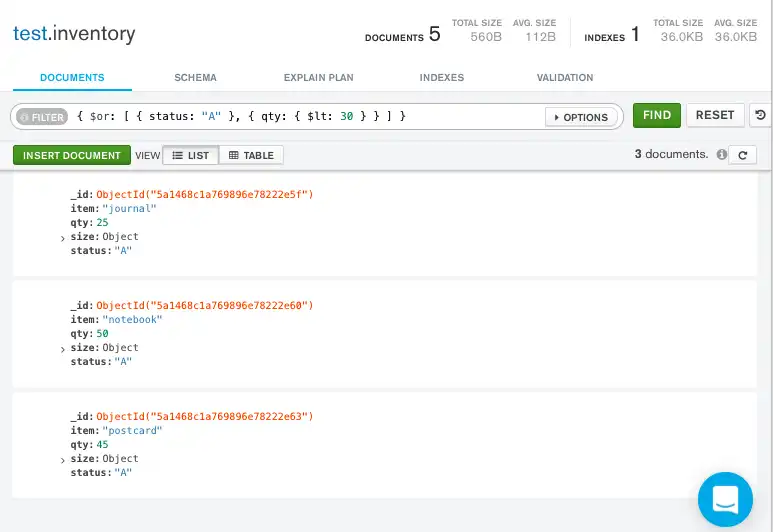 test.inventory
DOCUMENTS 5 TOTAL SIZE 560B AVG. SIZE 112B INDEXES 1 TOTAL SIZE 36.0KB AVG. SIZE 36.0KB
DOCUMENTS SCHEMA EXPLAIN PLAN INDEXES VALIDATION
FILTER { $or: [ { status: "A" }, { qty: { $lt: 30 } } ] } OPTIONS FIND RESET
INSERT DOCUMENT VIEW LIST TABLE 3 documents.
_id: ObjectId("5a1468c1a769896e78222e5f")
item: "journal"
qty: 25
size: Object
status: "A"
_id: ObjectId("5a1468c1a769896e78222e60")
item: "notebook"
qty: 50
size: Object
status: "A"
_id: ObjectId("5a1468c1a769896e78222e63")
item: "postcard"
qty: 45
size: Object
status: "A"